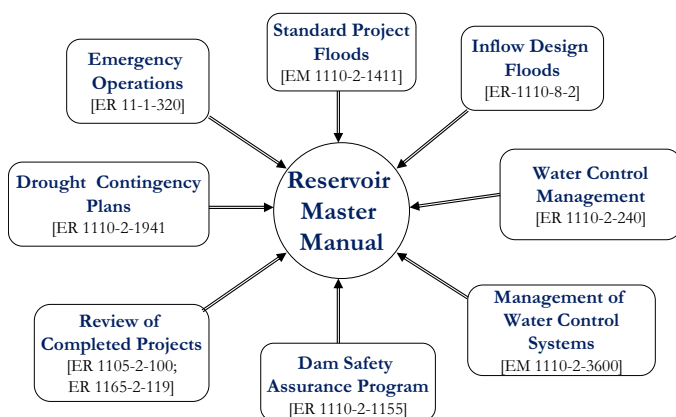 Standard Project
Floods
[EM 1110-2-1411]
Emergency
Operations
[ER 11-1-320]
Inflow Design
Floods
[ER-1110-8-2]
Drought Contingency
Plans
[ER 1110-2-1941
Reservoir
Master
Manual
Water Control
Management
[ER 1110-2-240]
Review of
Completed Projects
[ER 1105-2-100;
ER 1165-2-119]
Dam Safety
Assurance Program
[ER 1110-2-1155]
Management of
Water Control
Systems
[EM 1110-2-3600]